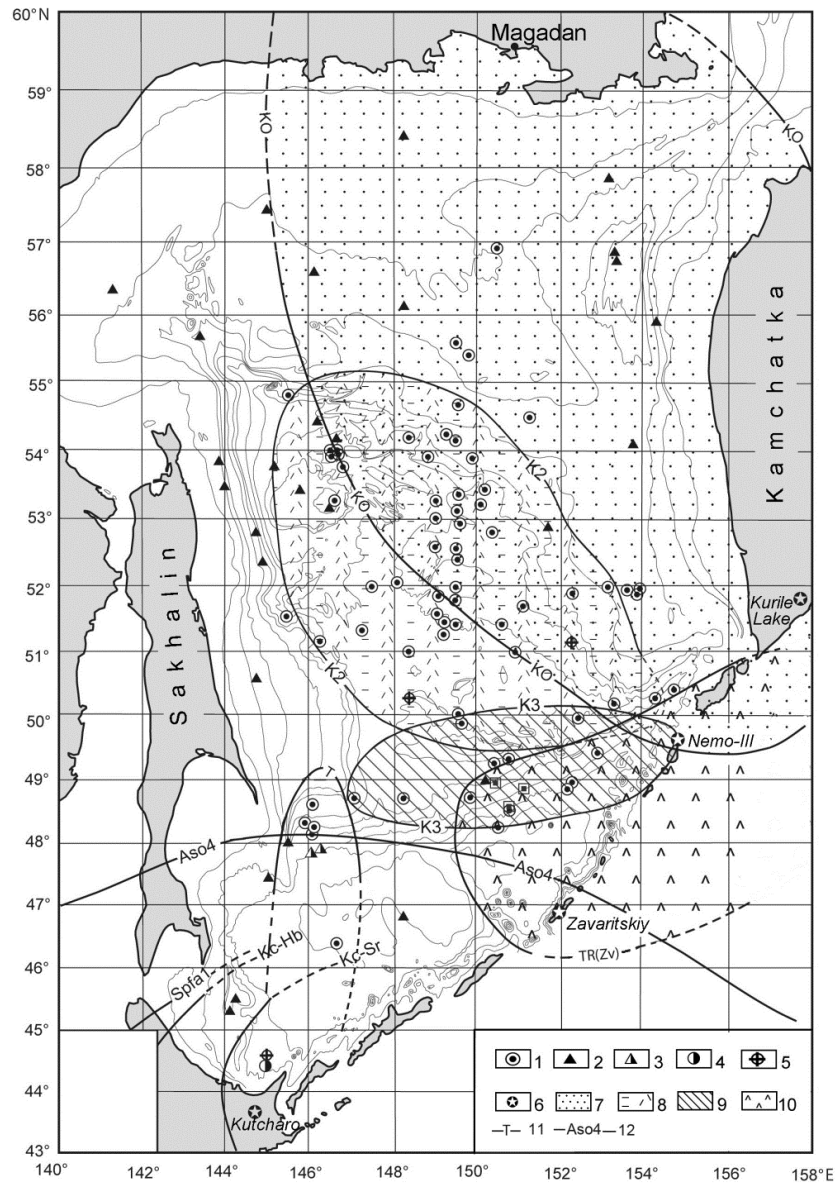 60°N
Magadan
59°
KO
KO
58°
57°
56°
Kamchatka
55°
54°
K2
KO
53°
Sakhalin
52°
Kurile
Lake
51°
K2
KO
K3
50°
Nemo-III
49°
T
K3
48°
Aso4
Aso4
47°
Zavaritskiy
Kc-Hb
Kc-Sr
TR(Zv)
46°
Spfa1
45°
1 2 3 4 5
44°
6 7 8 9 10
Kutcharo
—T— 11 —Aso4—12
43°
140° 142° 144° 146° 148° 150° 152° 154° 156° 158°E